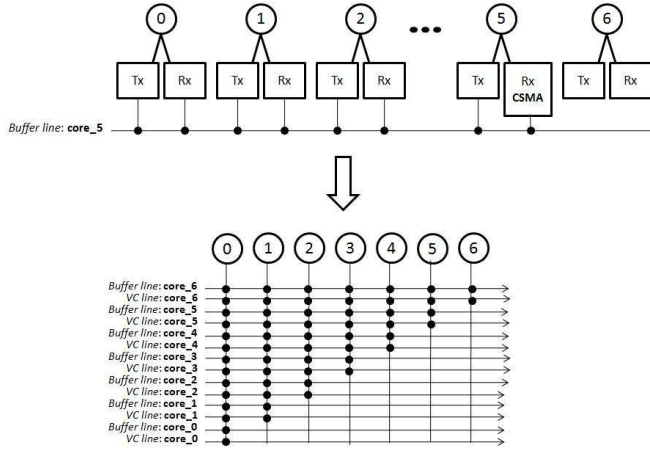 0 1 2 5 6
Tx Rx Tx Rx Tx Rx Tx Rx Tx Rx
CSMA
Buffer line: core_5
0 1 2 3 4 5 6
Buffer line: core_6
VC line: core_6
Buffer line: core_5
VC line: core_5
Buffer line: core_4
VC line: core_4
Buffer line: core_3
VC line: core_3
Buffer line: core_2
VC line: core_2
Buffer line: core_1
VC line: core_1
Buffer line: core_0
VC line: core_0